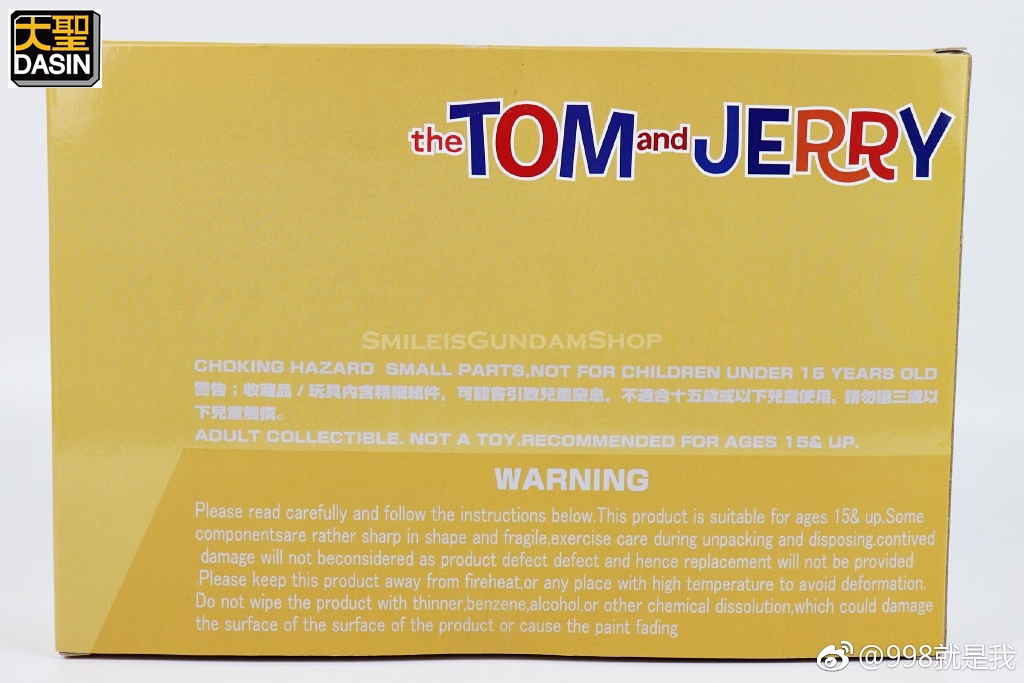 天聖
DASIN
the TOM and JERRY
SMILEISGUNDAMSHOP
CHOKING HAZARD SMALL PARTS,NOT FOR CHILDREN UNDER 15 YEARS OLD
警告；收藏品／玩具內含精細組件，可能會引致兒童窒息，不適合十五歲或以下兒童使用，請勿讓三歲以
下兒童觸摸。
ADULT COLLECTIBLE. NOT A TOY.RECOMMENDED FOR AGES 15& UP.
WARNING
Please read carefully and follow the instructions below.This product is suitable for ages 15& up.Some
componentsare rather sharp in shape and fragile,exercise care during unpacking and disposing.contived
damage will not beconsidered as product defect defect and hence replacement will not be provided
.Please keep this product away from fireheat,or any place with high temperature to avoid deformation.
Do not wipe the product with thinner,benzene,alcohol,or other chemical dissolution,which could damage
the surface of the surface of the product or cause the paint fading
@998就是我